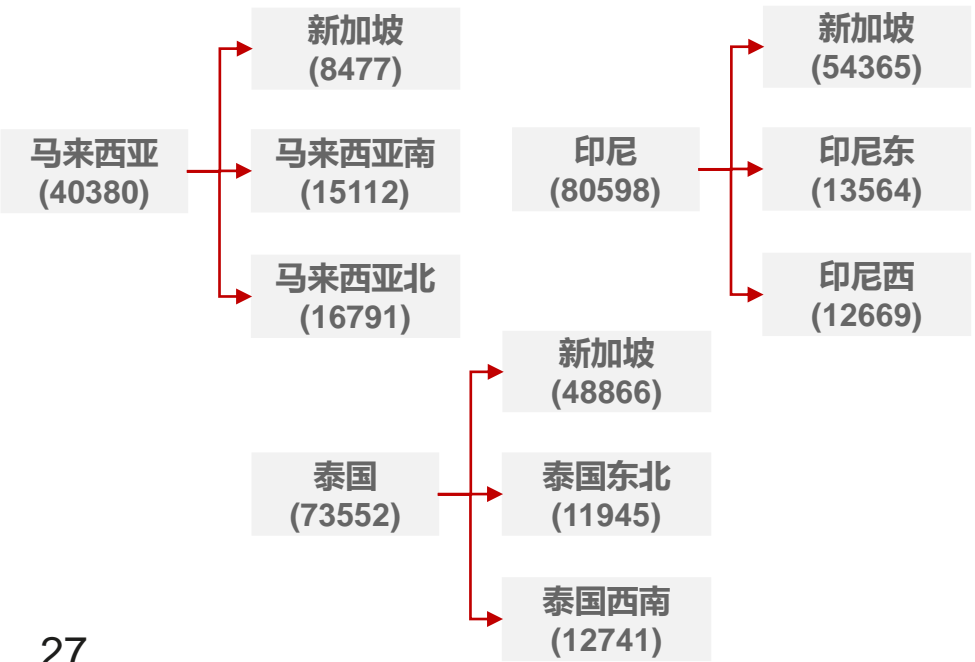 新加坡
(8477)
马来西亚
(40380)
马来西亚南
(15112)
马来西亚北
(16791)
新加坡
(54365)
印尼
(80598)
印尼东
(13564)
印尼西
(12669)
新加坡
(48866)
泰国
(73552)
泰国东北
(11945)
泰国西南
(12741)
27